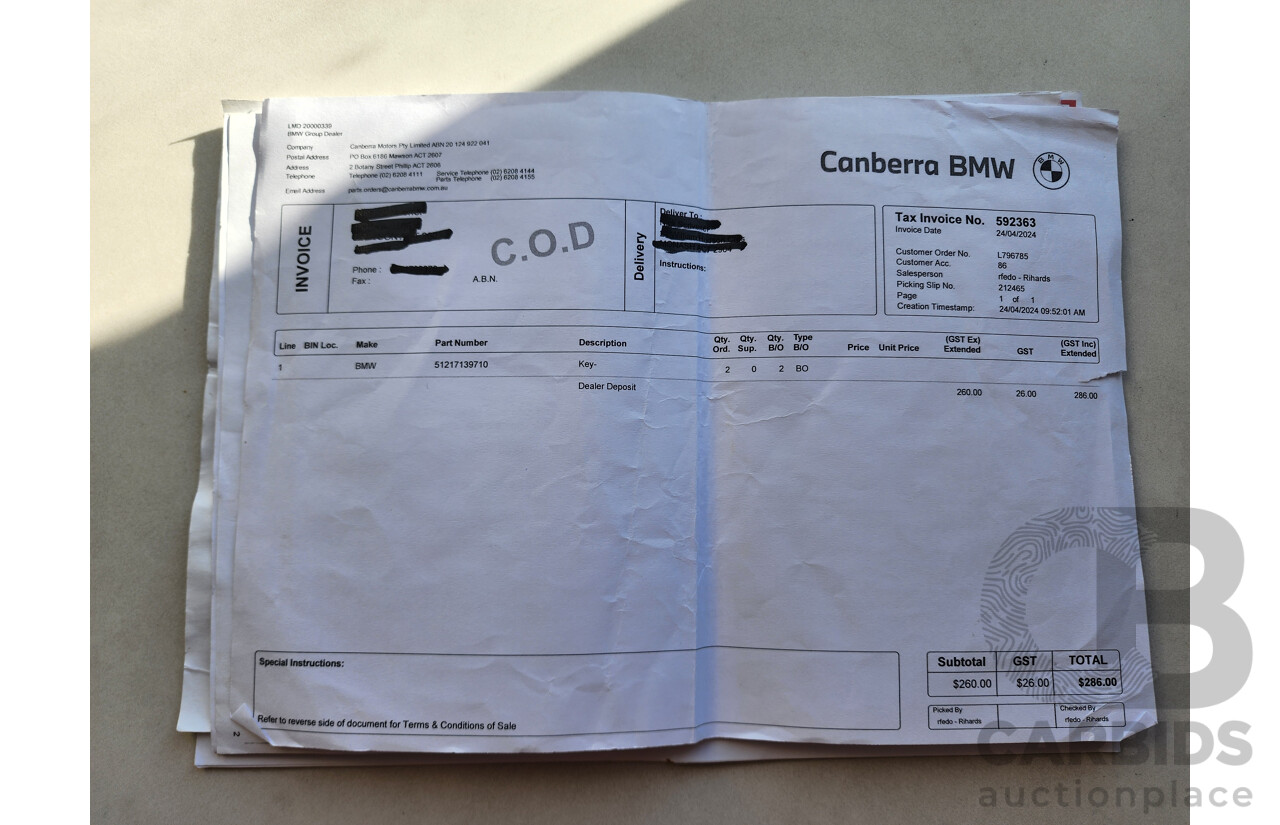 LMD 20000339
BMW Group Dealer
Company Canberra Motors Pty Limited ABN 20 124 922 041
Postal Address PO Box 6186 Mawson ACT 2607
Address 2 Botany Street Phillip ACT 2606
Telephone Telephone (02) 6208 4111 Service Telephone (02) 6208 4144
Parts Telephone (02) 6208 4155
Email Address parts.orders@canberrabmw.com.au
Canberra BMW
BMW
INVOICE
Phone :
Fax :
C.O.D
A.B.N.
Delivery
Deliver To :
Instructions:
Tax Invoice No. 592363
Invoice Date 24/04/2024
Customer Order No. L796785
Customer Acc. 86
Salesperson rfedo - Rihards
Picking Slip No. 212465
Page 1 of 1
Creation Timestamp: 24/04/2024 09:52:01 AM
Line BIN Loc. Make Part Number Description Qty. Ord. Qty. Sup. Qty. B/O Type B/O Price Unit Price (GST Ex) Extended GST (GST Inc) Extended
1 BMW 51217139710 Key- 2 0 2 BO
Dealer Deposit 260.00 26.00 286.00
Special Instructions:
Refer to reverse side of document for Terms & Conditions of Sale
Subtotal GST TOTAL
$260.00 $26.00 $286.00
Picked By Checked By
rfedo - Rihards rfedo - Rihards
2
CARBIDS
auctionplace